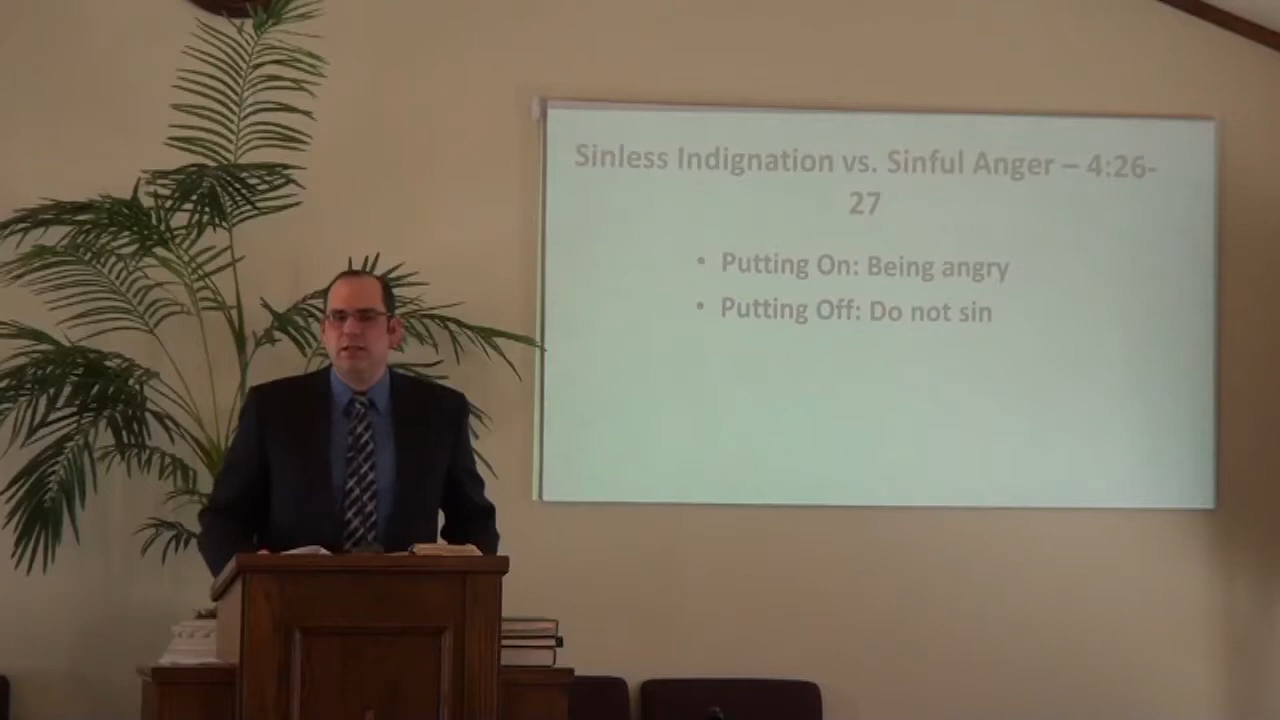 Sinless Indignation vs. Sinful Anger – 4:26-
27
• Putting On: Being angry
• Putting Off: Do not sin